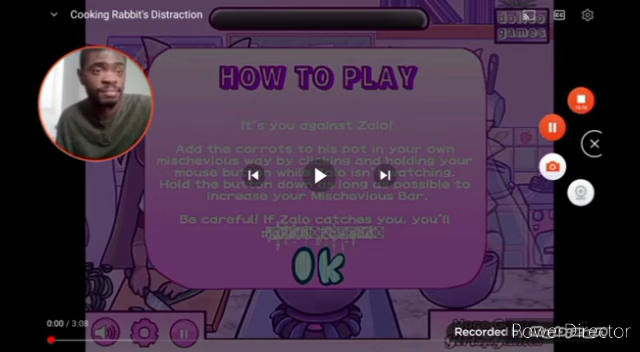 Cooking Rabbit's Distraction
doleco
games
HOW TO PLAY
It's you against Zalo!
Add the carrots to his pot in your own
mischevious way by clicking and holding your
mouse button while Zalo isn't watching.
Hold the button down as long as possible to
increase your Mischevious Bar.
Be careful! If Zalo catches you, you'll
Ok
0:00 / 3:08
Recorded by
PowerDirector